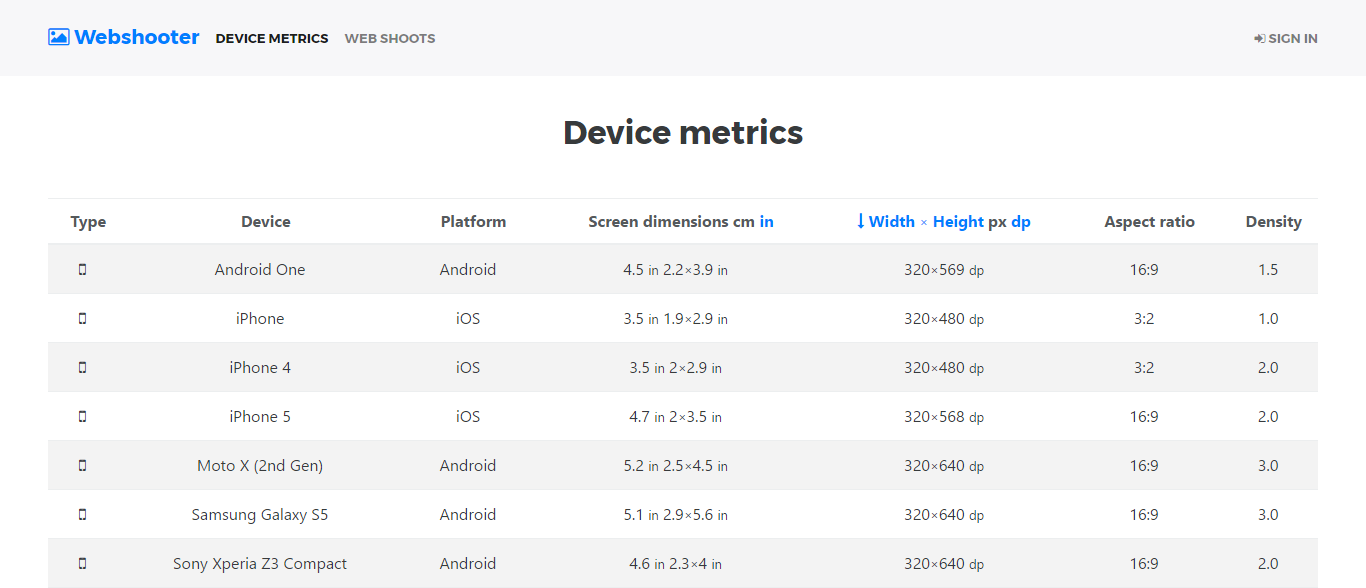 Webshooter DEVICE METRICS WEB SHOOTS SIGN IN
Device metrics
Type Device Platform Screen dimensions cm in ↓ Width × Height px dp Aspect ratio Density
Android One Android 4.5 in 2.2×3.9 in 320×569 dp 16:9 1.5
iPhone iOS 3.5 in 1.9×2.9 in 320×480 dp 3:2 1.0
iPhone 4 iOS 3.5 in 2×2.9 in 320×480 dp 3:2 2.0
iPhone 5 iOS 4.7 in 2×3.5 in 320×568 dp 16:9 2.0
Moto X (2nd Gen) Android 5.2 in 2.5×4.5 in 320×640 dp 16:9 3.0
Samsung Galaxy S5 Android 5.1 in 2.9×5.6 in 320×640 dp 16:9 3.0
Sony Xperia Z3 Compact Android 4.6 in 2.3×4 in 320×640 dp 16:9 2.0